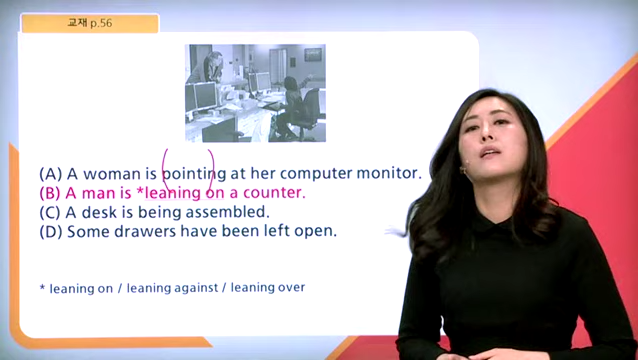 교재 p.56
(A) A woman is pointing at her computer monitor.
(B) A man is *leaning on a counter.
(C) A desk is being assembled.
(D) Some drawers have been left open.
* leaning on / leaning against / leaning over